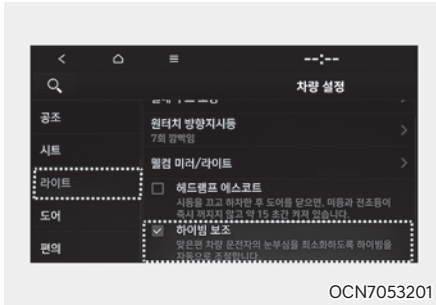 --:--
차량 설정
공조
시트
라이트
도어
편의
원터치 방향지시등
7회 깜빡임
웰컴 미러/라이트
헤드램프 에스코트
시동을 끄고 하차한 후 도어를 닫으면, 미등과 전조등이
즉시 꺼지지 않고 약 15 초간 켜져 있습니다.
하이빔 보조
맞은편 차량 운전자의 눈부심을 최소화하도록 하이빔을
자동으로 조절합니다.
OCN7053201